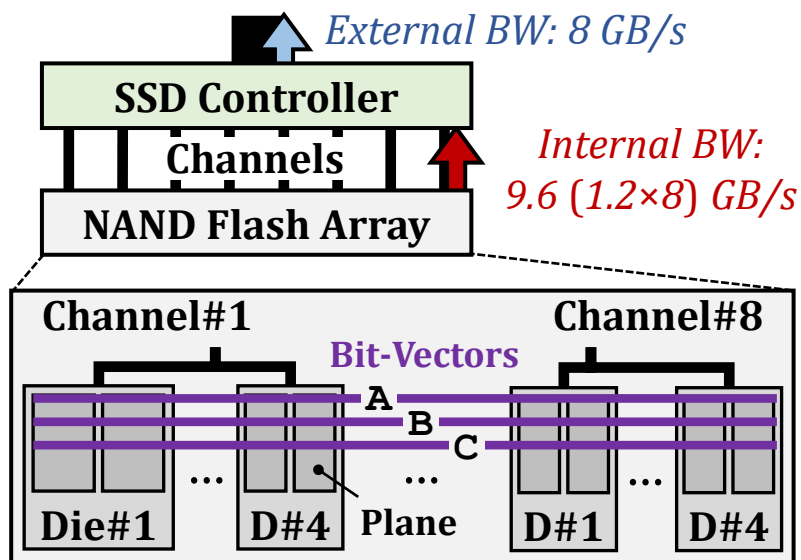 External BW: 8 GB/s
SSD Controller
Channels
Internal BW:
9.6 (1.2×8) GB/s
NAND Flash Array
Channel#1
Channel#8
Bit-Vectors
A
B
C
... ... ...
Die#1
D#4
Plane
D#1
D#4